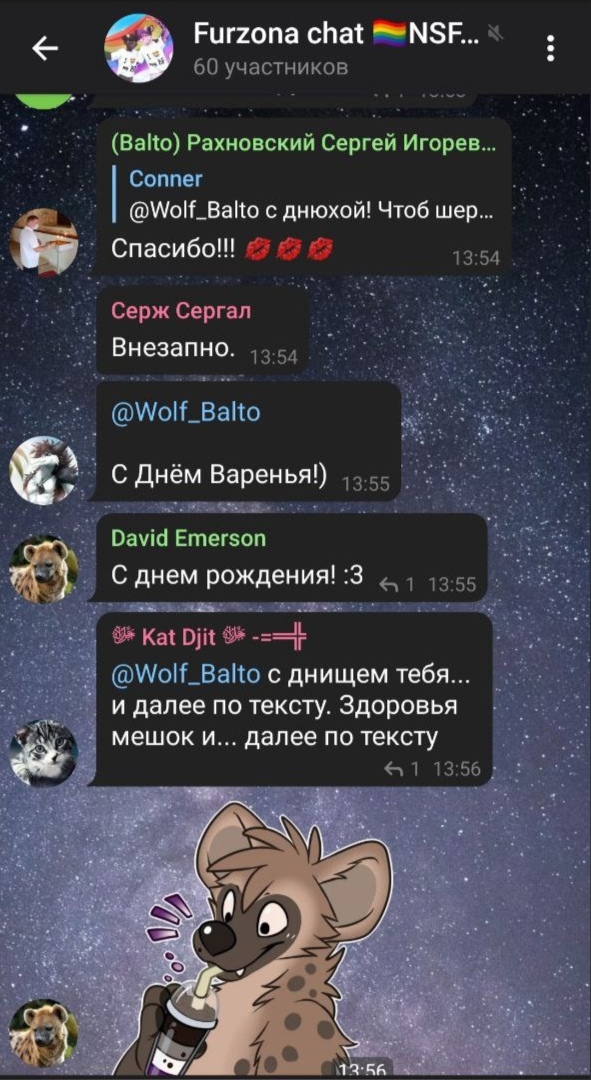 Furzona chat 🏳️‍🌈NSF...
60 участников
(Balto) Рахновский Сергей Игорев...
Conner
@Wolf_Balto с днюхой! Чтоб шер...
Спасибо!!! 💋💋💋
13:54
Серж Сергал
Внезапно. 13:54
@Wolf_Balto
С Днём Варенья!) 13:55
David Emerson
С днем рождения! :3 1 13:55
Kat Djit -=═╬
@Wolf_Balto с днищем тебя...
и далее по тексту. Здоровья
мешок и... далее по тексту
1 13:56
13:56